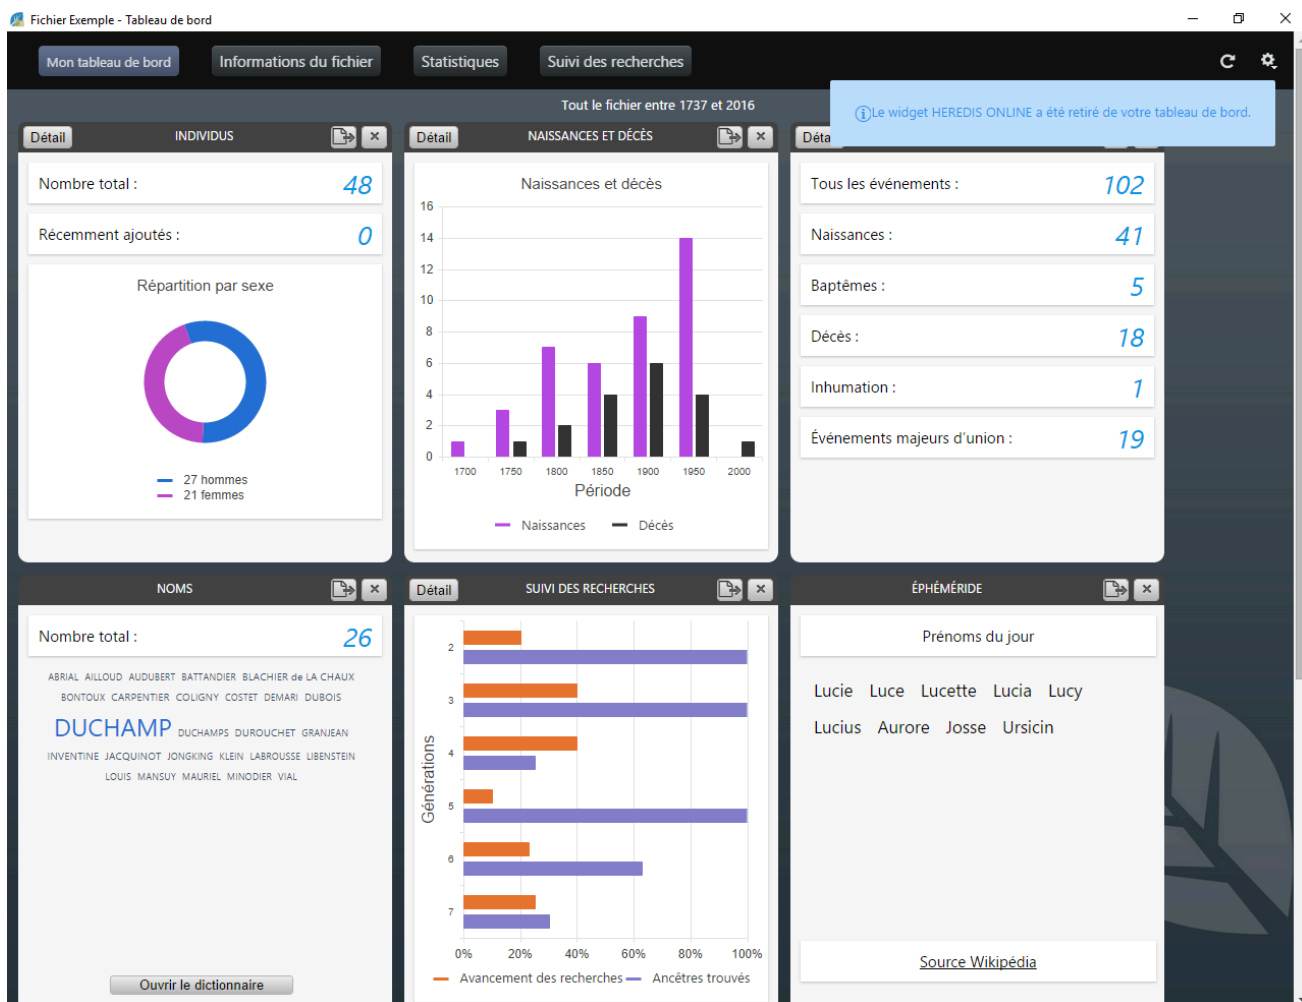 Fichier Exemple - Tableau de bord
Mon tableau de bord
Informations du fichier
Statistiques
Suivi des recherches
Tout le fichier entre 1737 et 2016
Le widget HEREDIS ONLINE a été retiré de votre tableau de bord.
Détail
INDIVIDUS
Nombre total :
48
Récemment ajoutés :
0
Répartition par sexe
27 hommes
21 femmes
Détail
NAISSANCES ET DÉCÈS
Naissances et décès
16
14
12
10
8
6
4
2
0
1700 1750 1800 1850 1900 1950 2000
Période
Naissances Décès
Déta
Tous les événements :
102
Naissances :
41
Baptêmes :
5
Décès :
18
Inhumation :
1
Événements majeurs d'union :
19
NOMS
Nombre total :
26
ABRIAL AILLOUD AUDUBERT BATTANDIER BLACHIER de LA CHAUX
BONTOUX CARPENTIER COLIGNY COSTET DEMARI DUBOIS
DUCHAMP DUCHAMPS DUROUCHET GRANJEAN
INVENTINE JACQUINOT JONGKING KLEIN LABROUSSE LIBENSTEIN
LOUIS MANSUY MAURIEL MINODIER VIAL
Ouvrir le dictionnaire
Détail
SUIVI DES RECHERCHES
Générations
2
3
4
5
6
7
0% 20% 40% 60% 80% 100%
Avancement des recherches Ancêtres trouvés
ÉPHÉMÉRIDE
Prénoms du jour
Lucie Luce Lucette Lucia Lucy
Lucius Aurore Josse Ursicin
Source Wikipédia